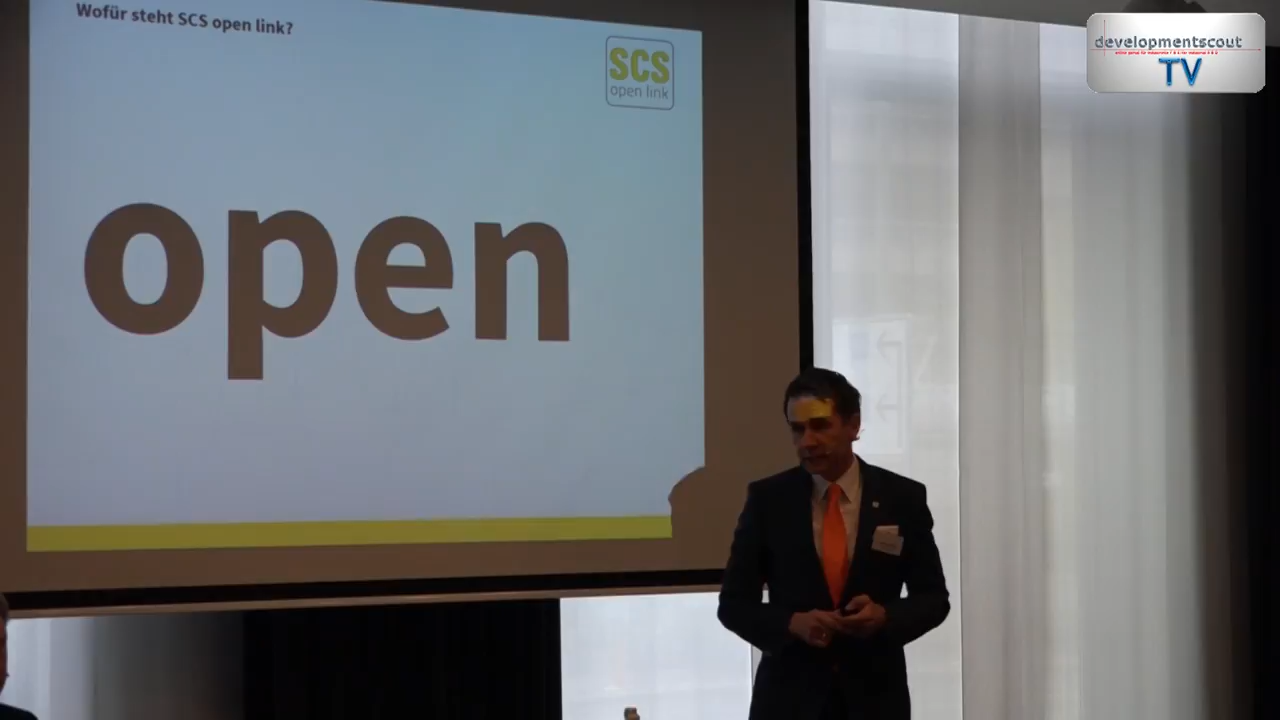 Wofür steht SCS open link?
SCS
open link
open
developmentscout
TV